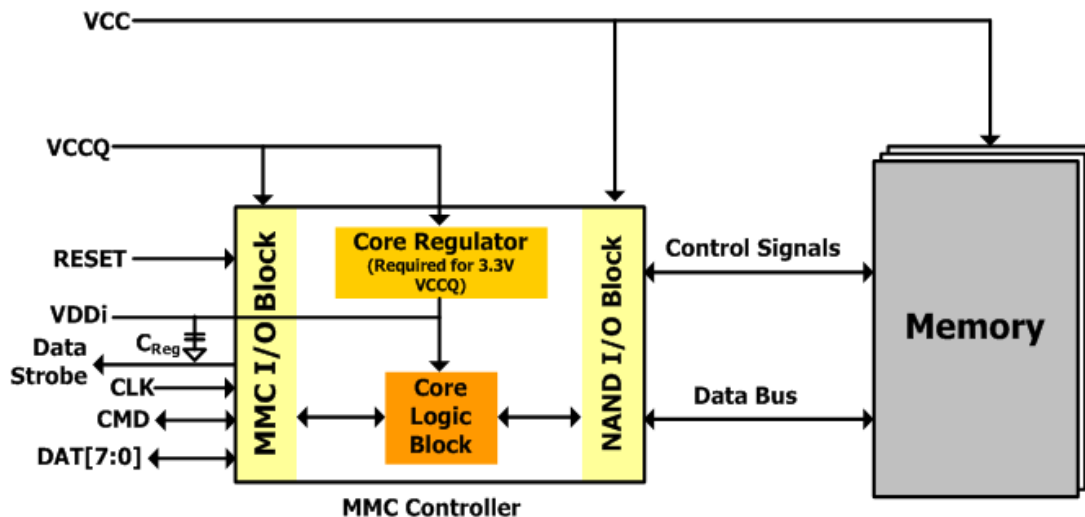 VCC
VCCQ
RESET
VDDi
CReg
Data
Strobe
CLK
CMD
DAT[7:0]
MMC I/O Block
Core Regulator
(Required for 3.3V
VCCQ)
Core
Logic
Block
NAND I/O Block
MMC Controller
Control Signals
Data Bus
Memory